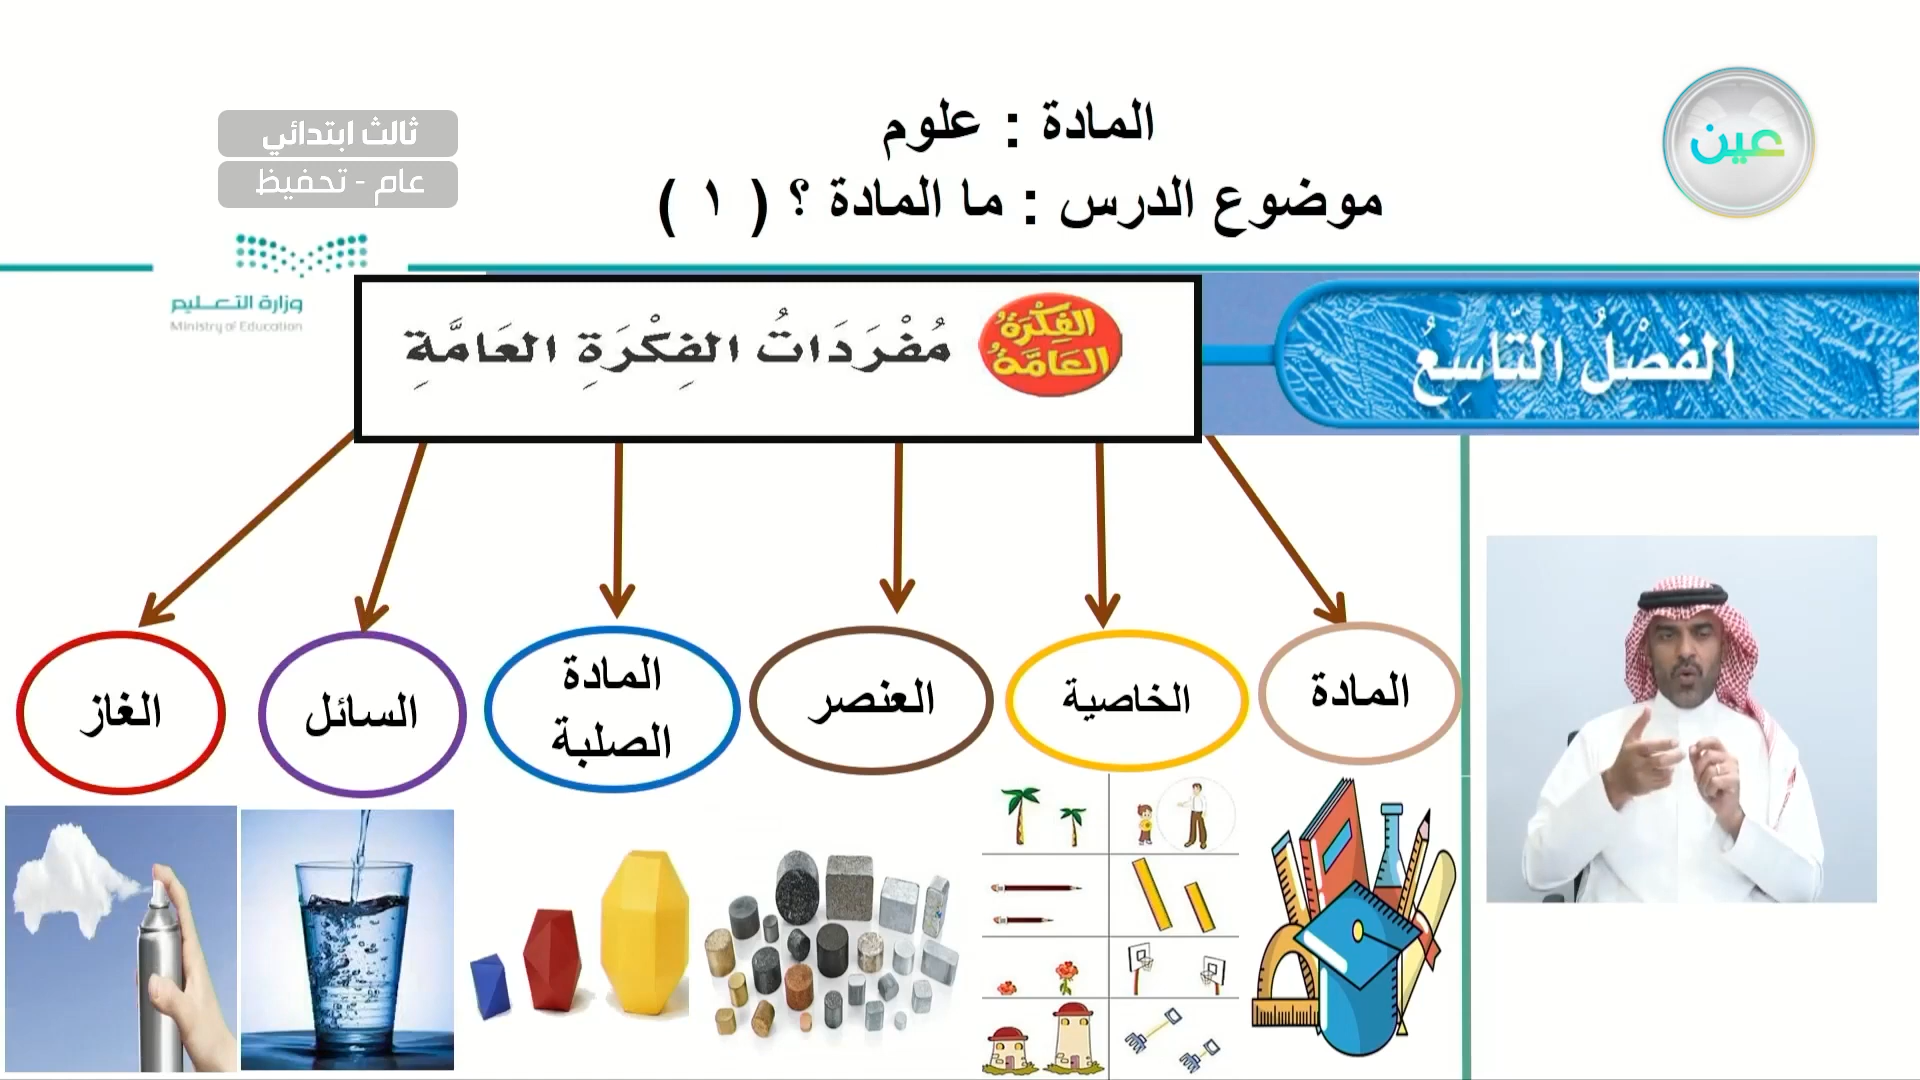 المادة : علوم
موضوع الدرس : ما المادة ؟ ( ١ )
عين
ثالث ابتدائي
عام - تحفيظ
وزارة التعليم
Ministry of Education
الفَصْلُ التّاسِعُ
الفِكْرَةُ
العَامَّةُ
مُفْرَدَاتُ الفِكْرَةِ العَامَّةِ
المادة
الخاصية
العنصر
المادة
الصلبة
السائل
الغاز